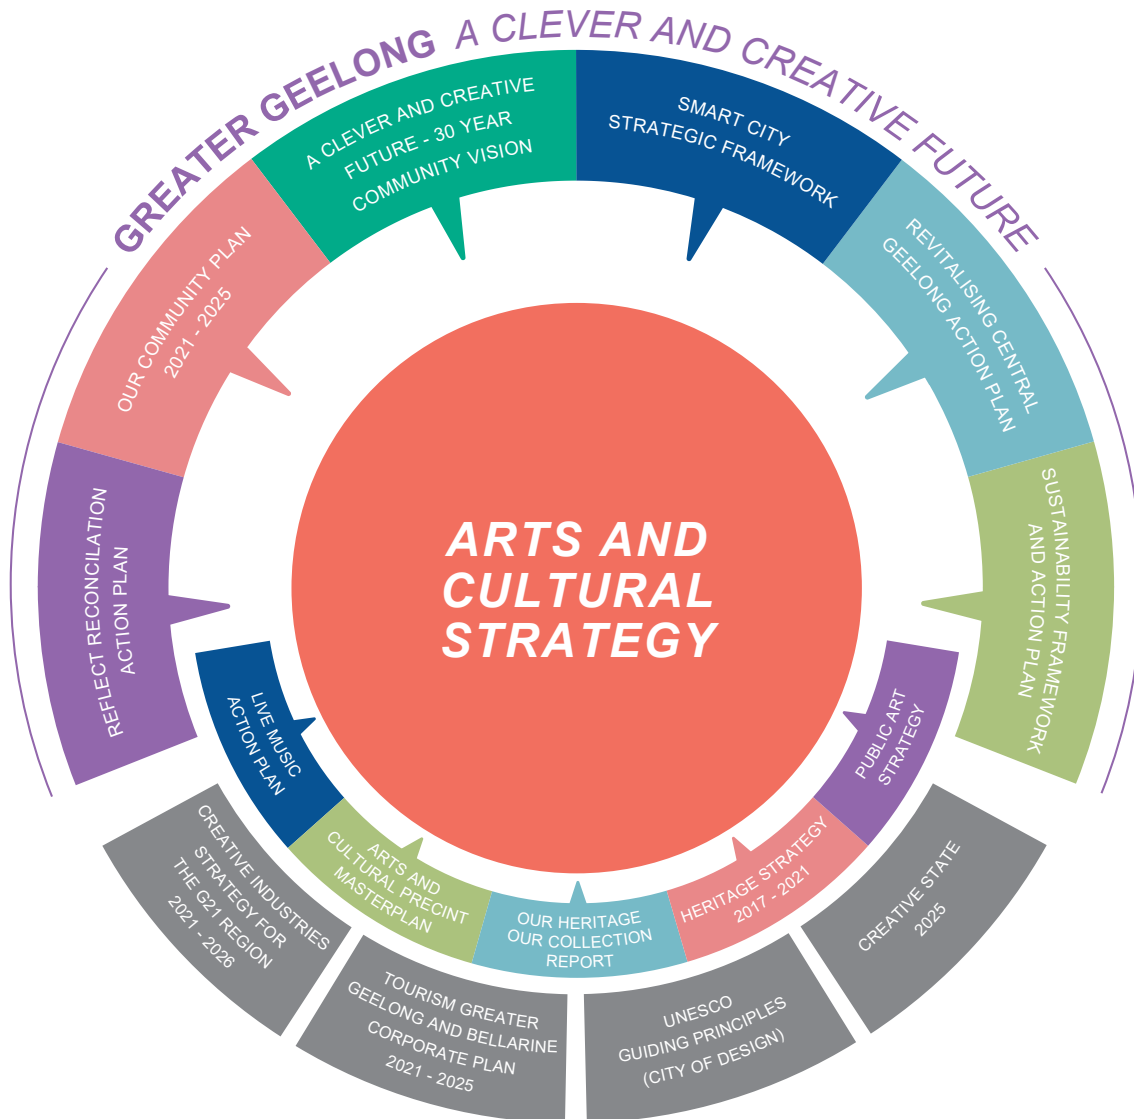 GREATER GEELONG A CLEVER AND CREATIVE FUTURE
A CLEVER AND CREATIVE
FUTURE - 30 YEAR
COMMUNITY VISION
SMART CITY
STRATEGIC FRAMEWORK
OUR COMMUNITY PLAN
2021 - 2025
REVITALISING CENTRAL
GEELONG ACTION PLAN
REFLECT RECONCILATION
ACTION PLAN
SUSTAINABILITY FRAMEWORK
AND ACTION PLAN
PLAN
ARTS AND
CULTURAL
STRATEGY
LIVE MUSIC
ACTION PLAN
PUBLIC ART
STRATEGY
ARTS AND
CULTURAL PRECINT
MASTERPLAN
HERITAGE STRATEGY
2017 - 2021
OUR HERITAGE
OUR COLLECTION
REPORT
CREATIVE INDUSTRIES
STRATEGY FOR
THE G21 REGION
2021 - 2026
TOURISM GREATER
GEELONG AND BELLARINE
CORPORATE PLAN
2021 - 2025
UNESCO
GUIDING PRINCIPLES
(CITY OF DESIGN)
CREATIVE STATE
2025